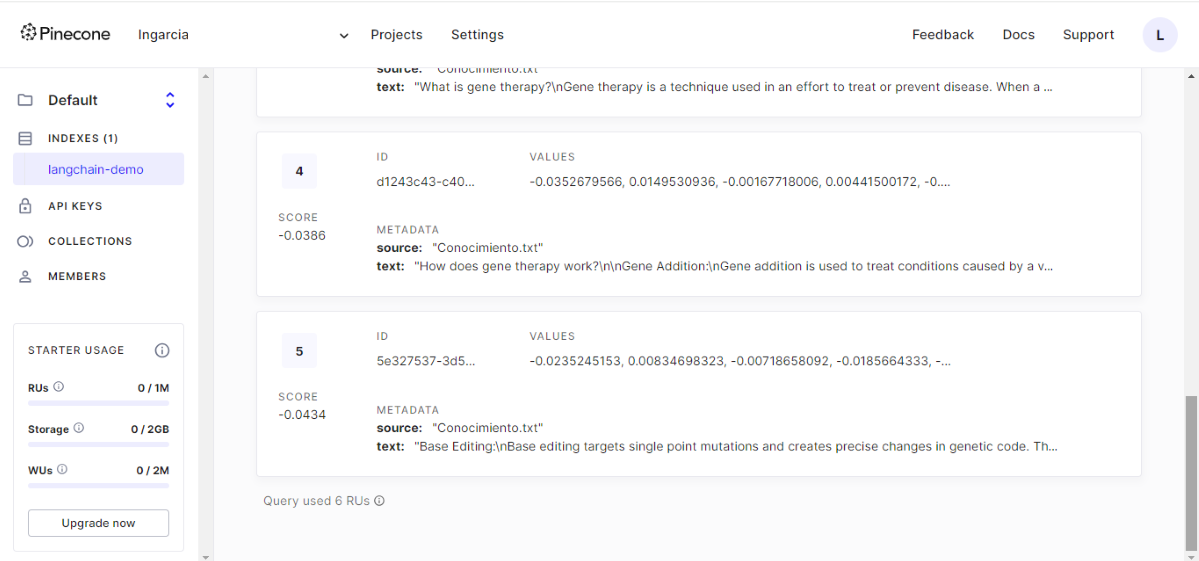 Pinecone Ingarcia Projects Settings Feedback Docs Support L
Default
INDEXES (1)
langchain-demo
API KEYS
COLLECTIONS
MEMBERS
STARTER USAGE
RUs 0 / 1M
Storage 0 / 2GB
WUs 0 / 2M
Upgrade now
source: "Conocimiento.txt"
text: "What is gene therapy?\nGene therapy is a technique used in an effort to treat or prevent disease. When a ...
4
ID VALUES
d1243c43-c40... -0.0352679566, 0.0149530936, -0.00167718006, 0.00441500172, -0....
SCORE
-0.0386
METADATA
source: "Conocimiento.txt"
text: "How does gene therapy work?\n\nGene Addition:\nGene addition is used to treat conditions caused by a v...
5
ID VALUES
5e327537-3d5... -0.0235245153, 0.00834698323, -0.00718658092, -0.0185664333, -...
SCORE
-0.0434
METADATA
source: "Conocimiento.txt"
text: "Base Editing:\nBase editing targets single point mutations and creates precise changes in genetic code. Th...
Query used 6 RUs